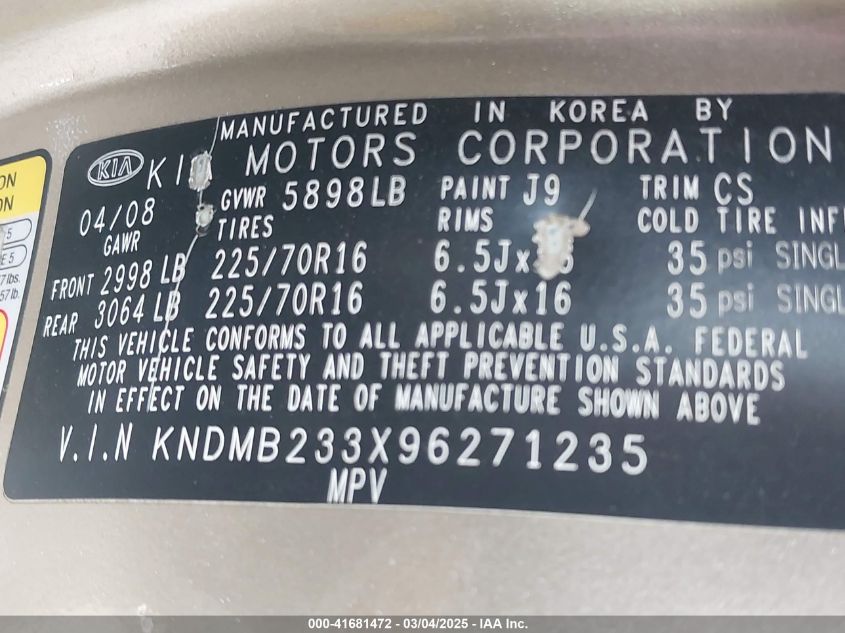 MANUFACTURED IN KOREA BY
KIA MOTORS CORPORATION
04/08 GVWR 5898LB PAINT J9 TRIM CS
GAWR TIRES RIMS COLD TIRE
FRONT 2998 LB 225/70R16 35 psi SINGL
REAR 3064 LB 225/70R16 6.5Jx16 35 psi SINGL
THIS VEHICLE CONFORMS TO ALL APPLICABLE U.S.A. FEDERAL
MOTOR VEHICLE SAFETY AND THEFT PREVENTION STANDARDS
IN EFFECT ON THE DATE OF MANUFACTURE SHOWN ABOVE
V.I.N KNDMB233X96271235
MPV
000-41681472 - 03/04/2025 - IAA Inc.